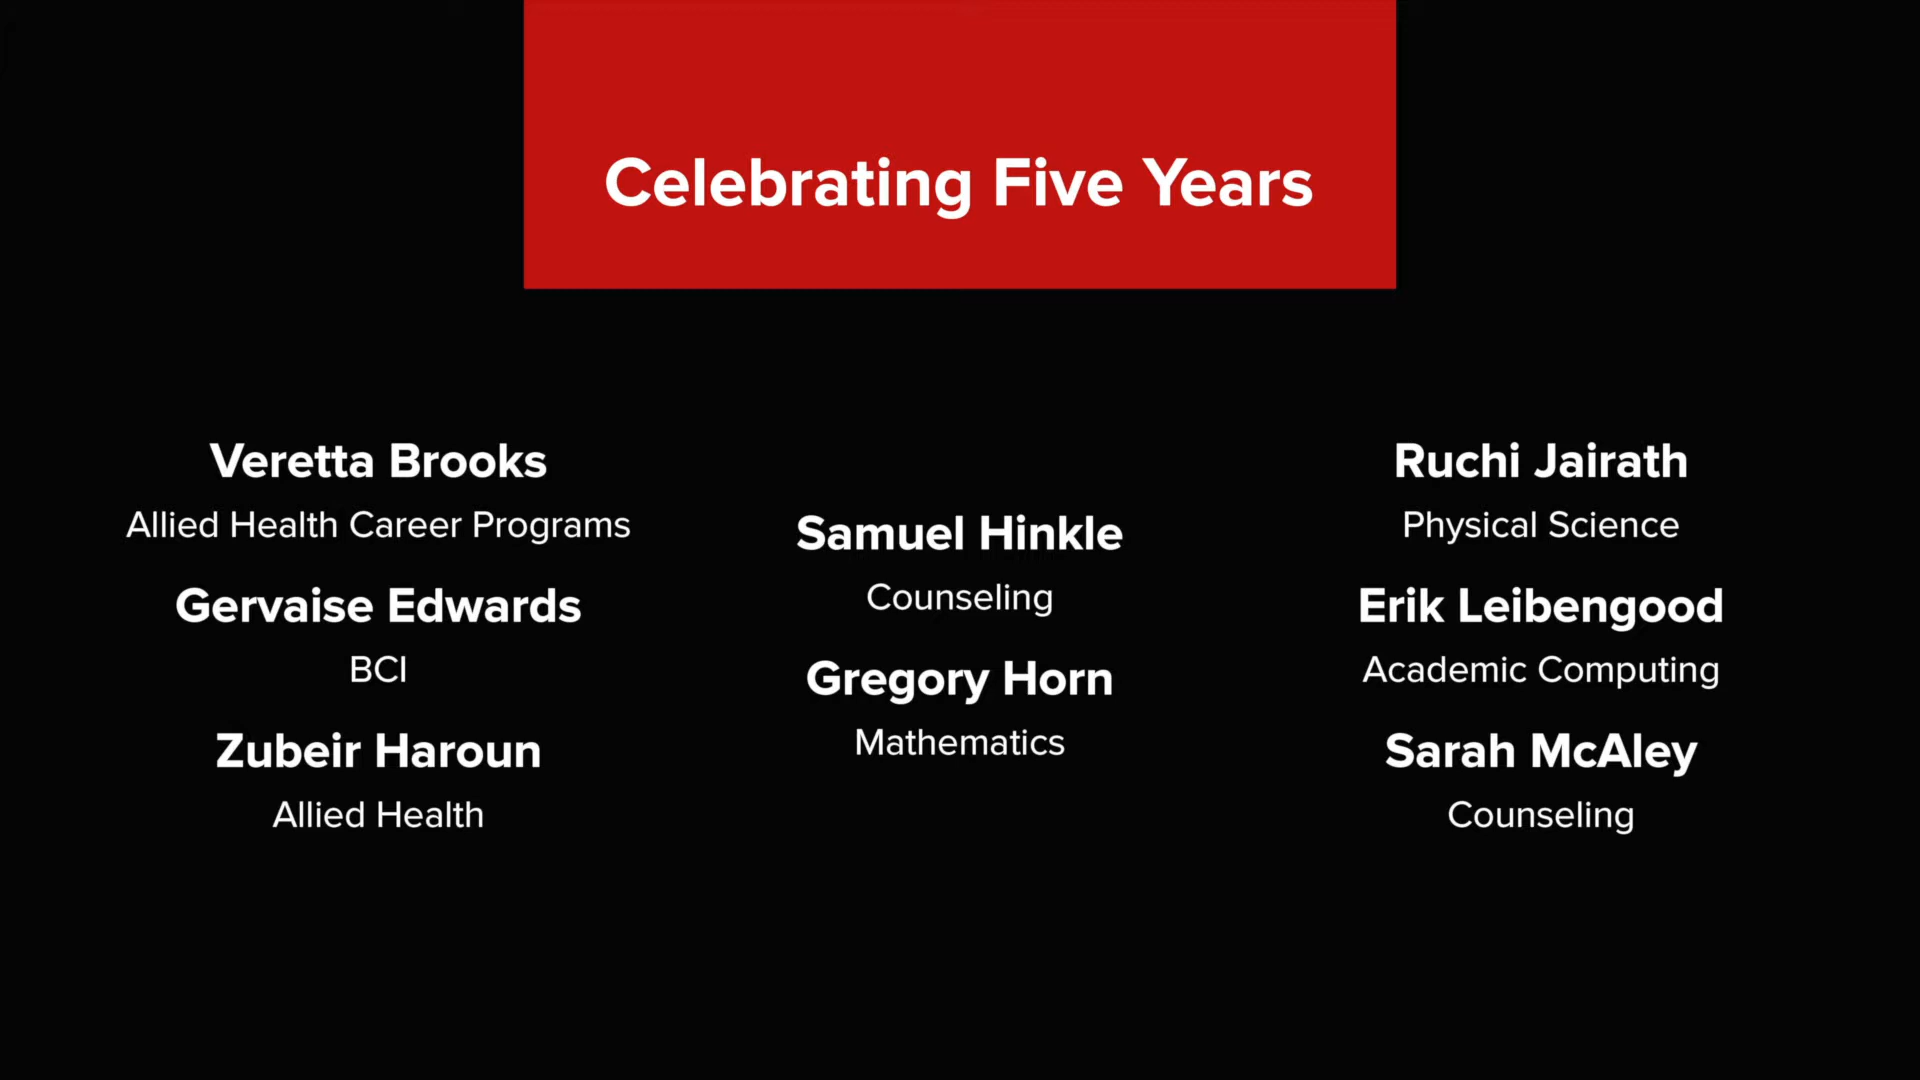 Celebrating Five Years
Veretta Brooks
Allied Health Career Programs
Gervaise Edwards
BCI
Zubeir Haroun
Allied Health
Samuel Hinkle
Counseling
Gregory Horn
Mathematics
Ruchi Jairath
Physical Science
Erik Leibengood
Academic Computing
Sarah McAley
Counseling